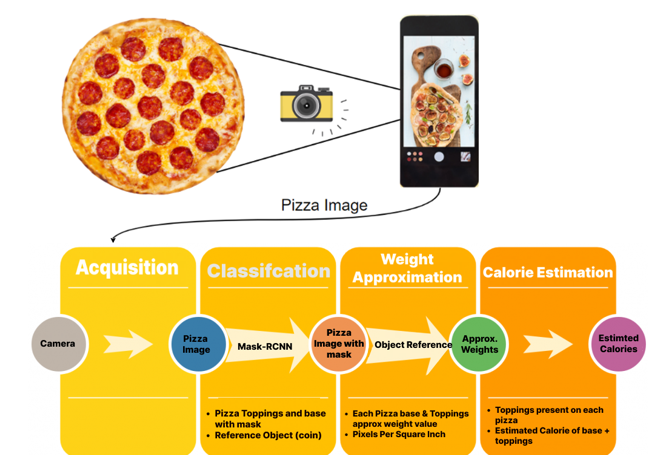 Pizza Image
Acquisition
Classifcation
Weight
Approximation
Calorie Estimation
Camera
Pizza
Image
Mask-RCNN
Pizza
Image with
mask
Object Reference
Approx.
Weights
Estimted
Calories
• Pizza Toppings and base
with mask
• Reference Object (coin)
• Each Pizza base & Toppings
approx weight value
• Pixels Per Square Inch
• Toppings present on each
pizza
• Estimated Calorie of base +
toppings